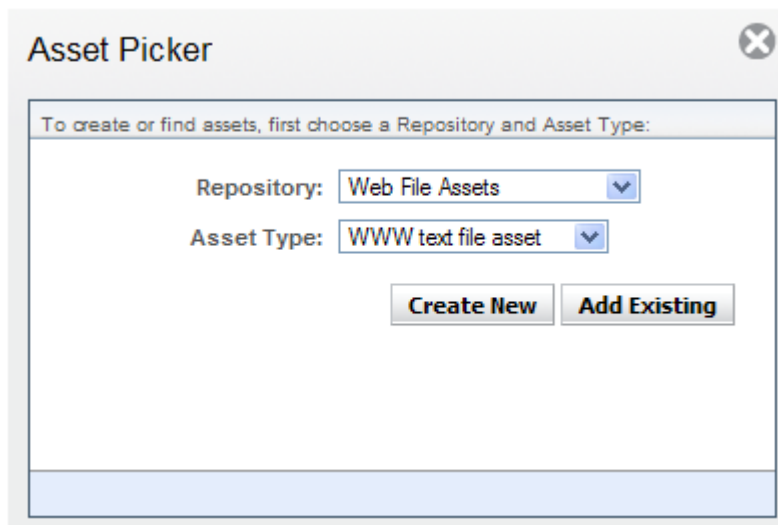 Asset Picker
To create or find assets, first choose a Repository and Asset Type:
Repository: Web File Assets
Asset Type: WWW text file asset
Create New Add Existing